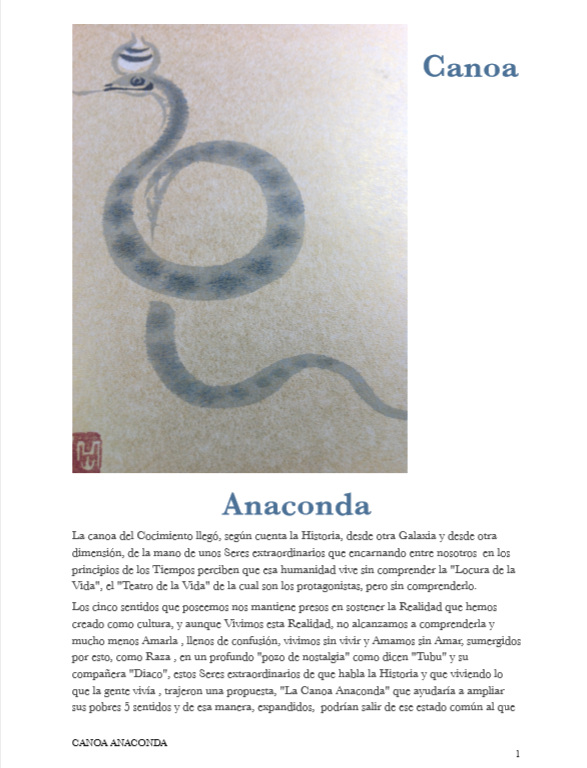 Canoa
Anaconda
La canoa del Cocimiento llegó, según cuenta la Historia, desde otra Galaxia y desde otra
dimensión, de la mano de unos Seres extraordinarios que encarnando entre nosotros en los
principios de los Tiempos perciben que esa humanidad vive sin comprender la "Locura de la
Vida", el "Teatro de la Vida" de la cual son los protagonistas, pero sin comprenderlo.
Los cinco sentidos que poseemos nos mantiene presos en sostener la Realidad que hemos
creado como cultura, y aunque Vivimos esta Realidad, no alcanzamos a comprenderla y
mucho menos Amarla , llenos de confusión, vivimos sin vivir y Amamos sin Amar, sumergidos
por esto, como Raza , en un profundo "pozo de nostalgia" como dicen "Tubu" y su
compañera "Diaco", estos Seres extraordinarios de que habla la Historia y que viviendo lo
que la gente vivía , trajeron una propuesta, "La Canoa Anaconda" que ayudaría a ampliar
sus pobres 5 sentidos y de esa manera, expandidos, podrían salir de ese estado común al que
CANOA ANACONDA
1